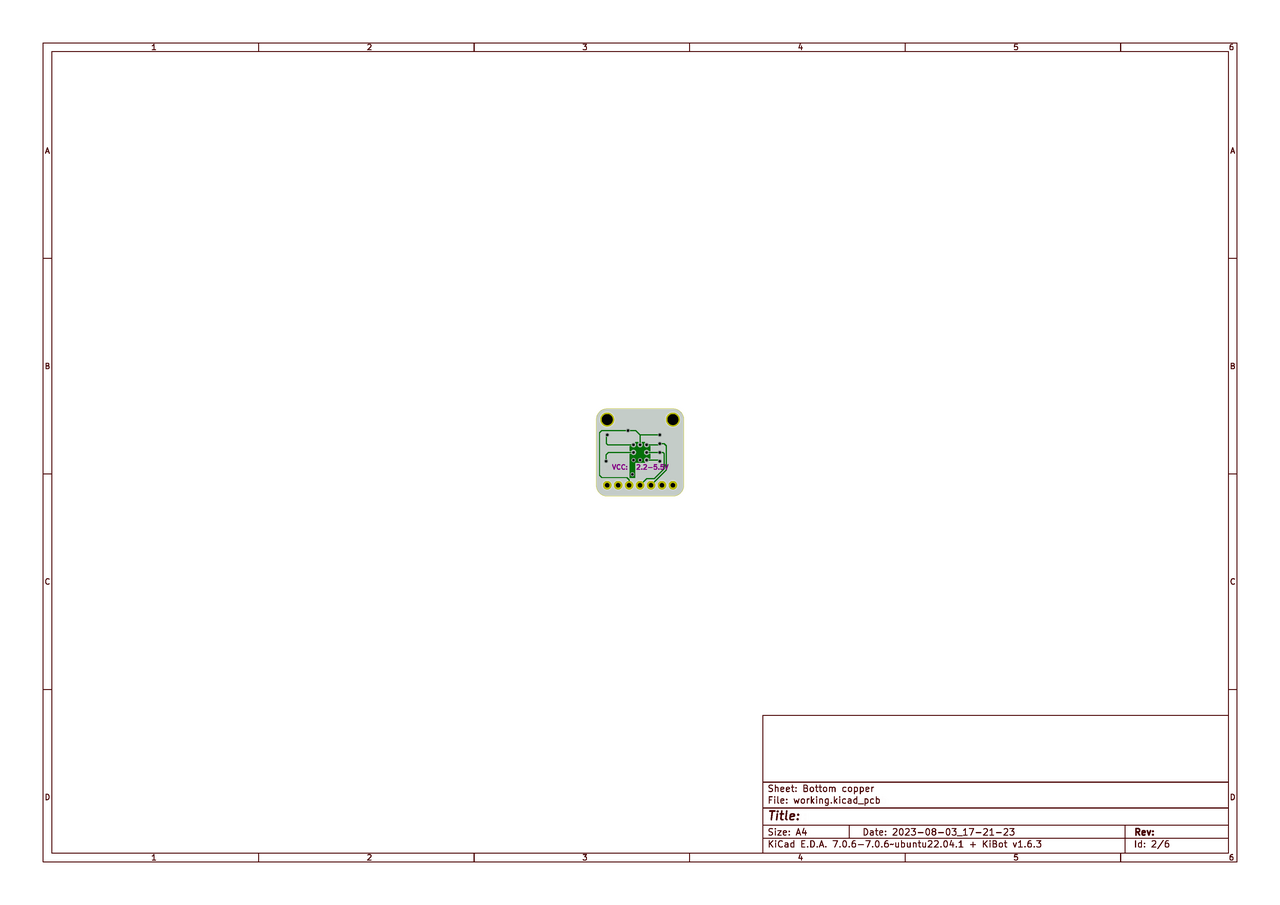 1 2 3 4 5 6
A A
B B
VCC: 2.2-5.5V
C C
Sheet: Bottom copper
File: working.kicad_pcb
D D
Title:
Size: A4 Date: 2023-08-03_17-21-23 Rev:
KiCad E.D.A. 7.0.6-7.0.6~ubuntu22.04.1 + KiBot v1.6.3 Id: 2/6
1 2 3 4 5 6